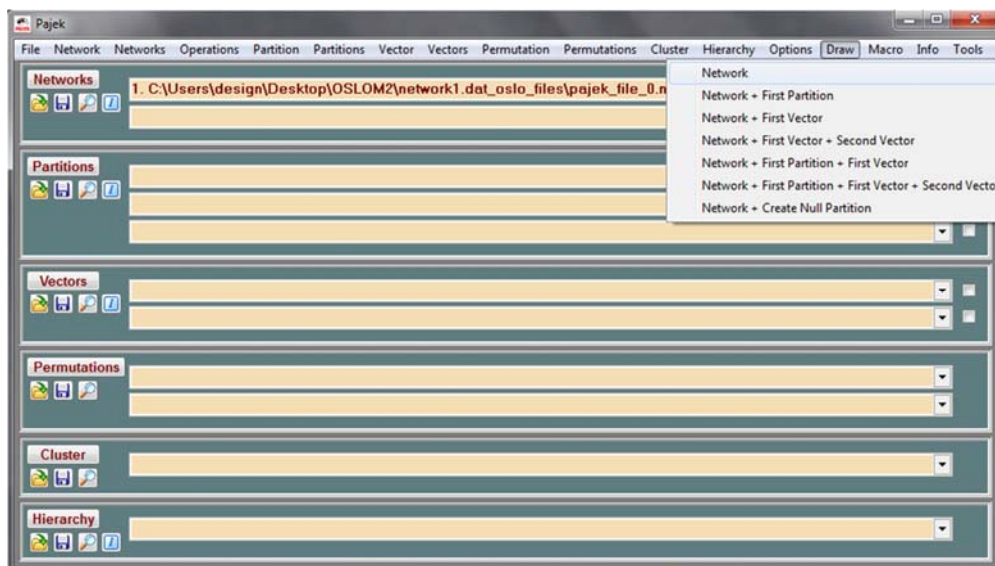 Pajek
File Network Networks Operations Partition Partitions Vector Vectors Permutation Permutations Cluster Hierarchy Options Draw Macro Info Tools
Networks
1. C:\Users\design\Desktop\OSLOM2\network1.dat_oslo_files\pajek_file_0.n
Network
Network + First Partition
Network + First Vector
Network + First Vector + Second Vector
Network + First Partition + First Vector
Network + First Partition + First Vector + Second Vecto
Network + Create Null Partition
Partitions
Vectors
Permutations
Cluster
Hierarchy